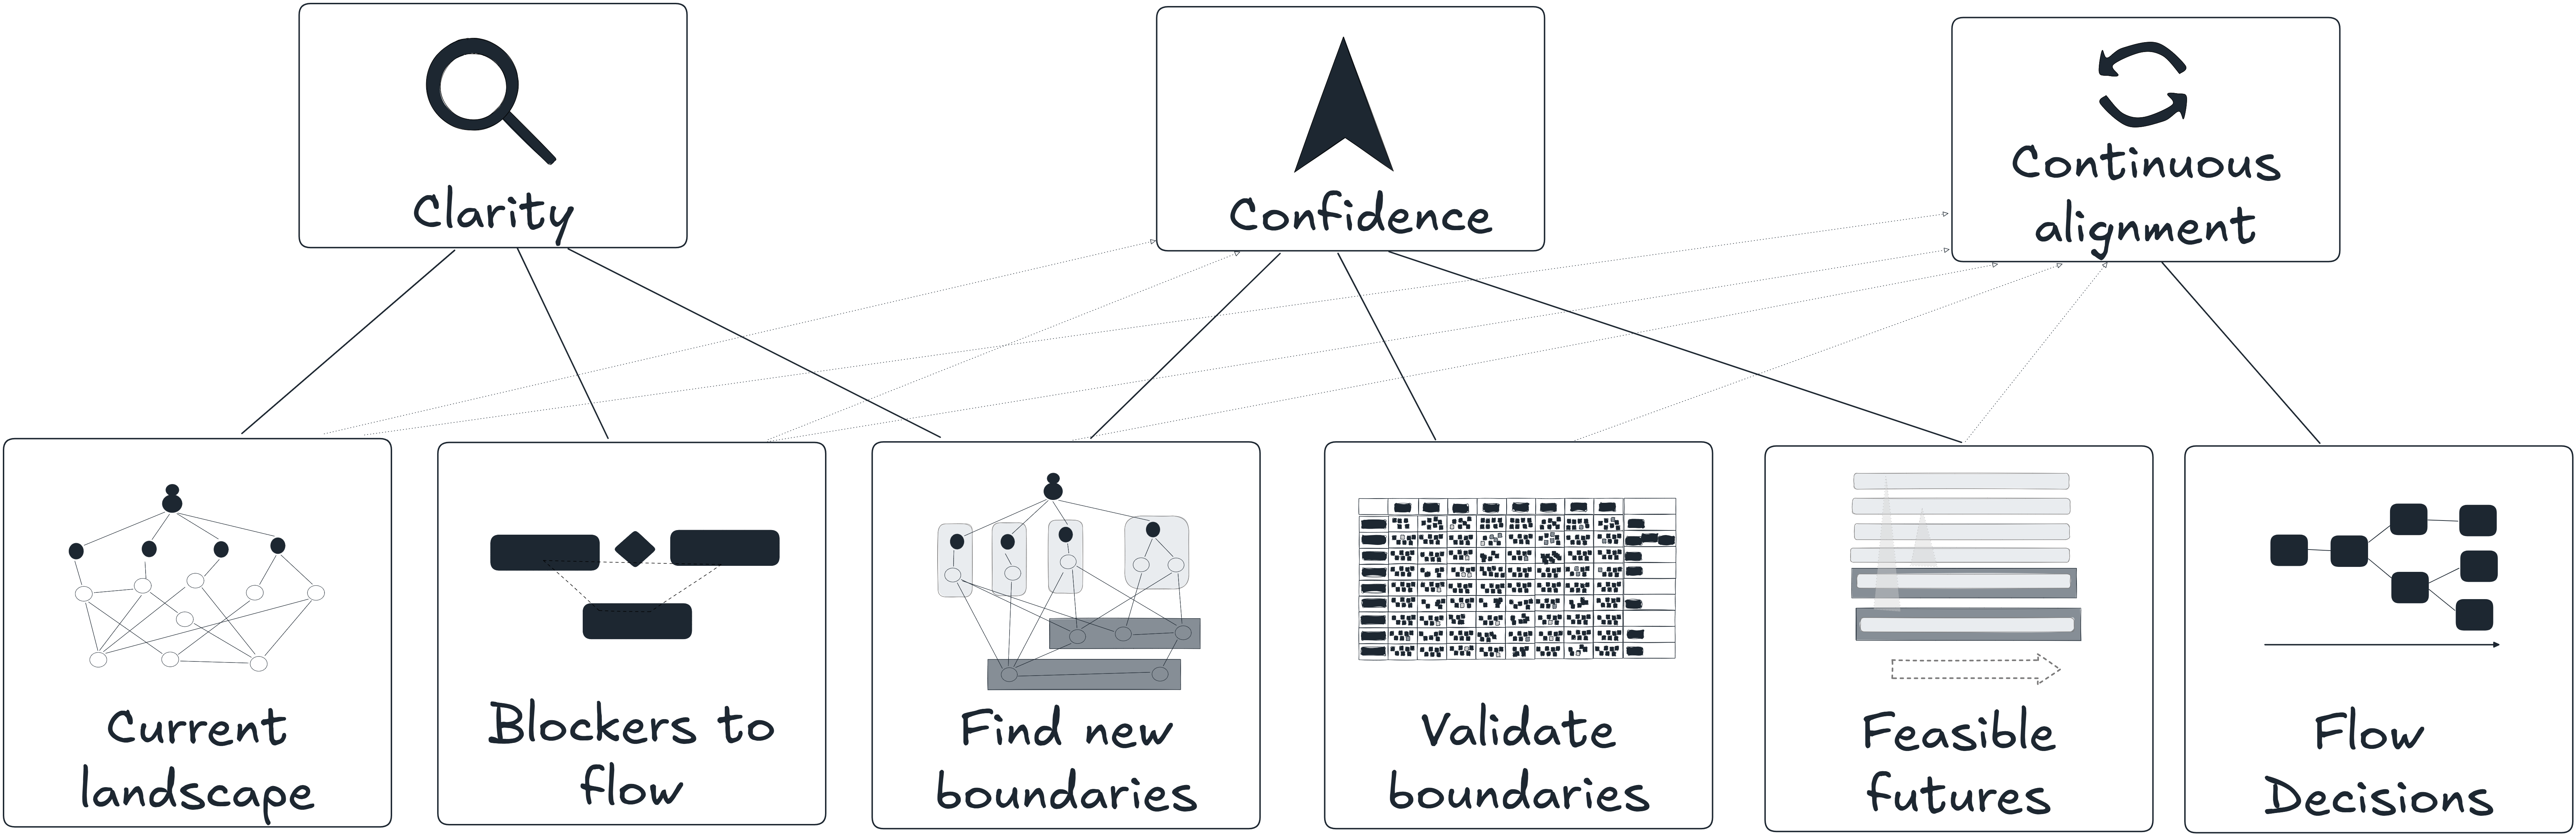 Clarity
Confidence
Continuous
alignment
Current
landscape
Blockers to
flow
Find new
boundaries
Validate
boundaries
Feasible
futures
Flow
Decisions